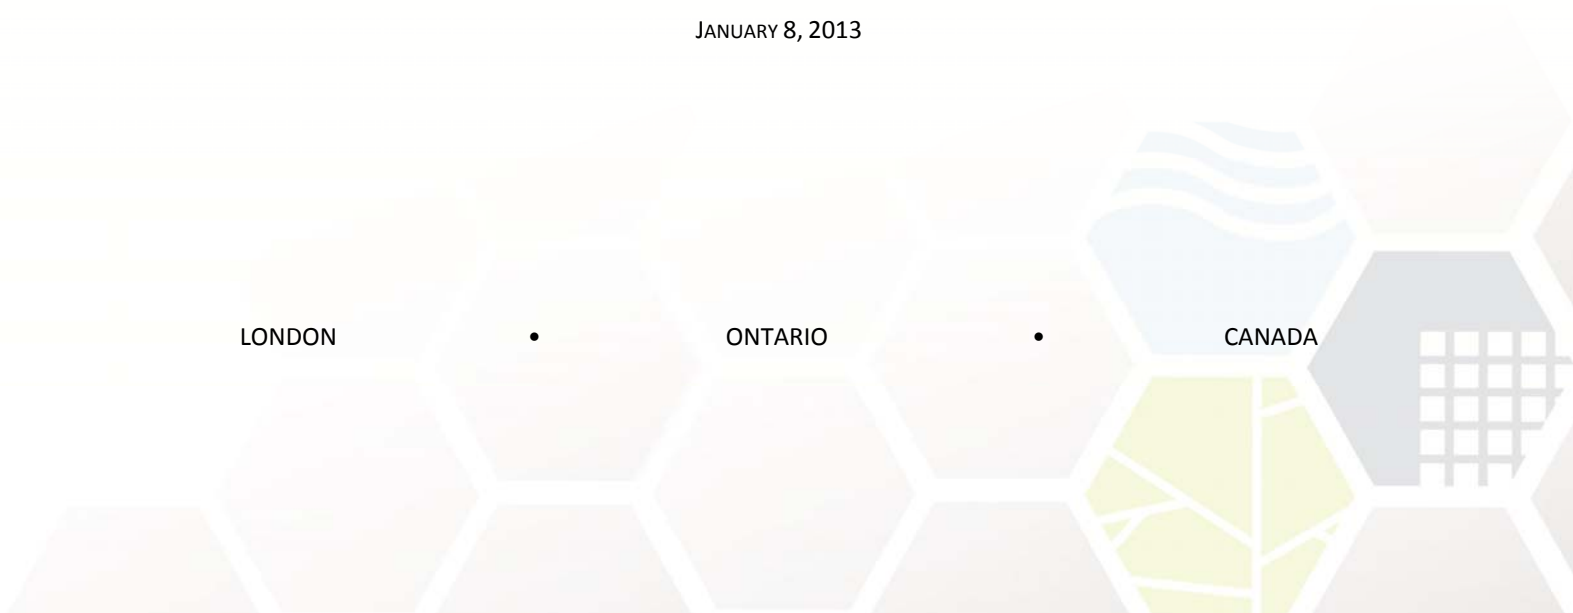 JANUARY 8, 2013
LONDON • ONTARIO • CANADA